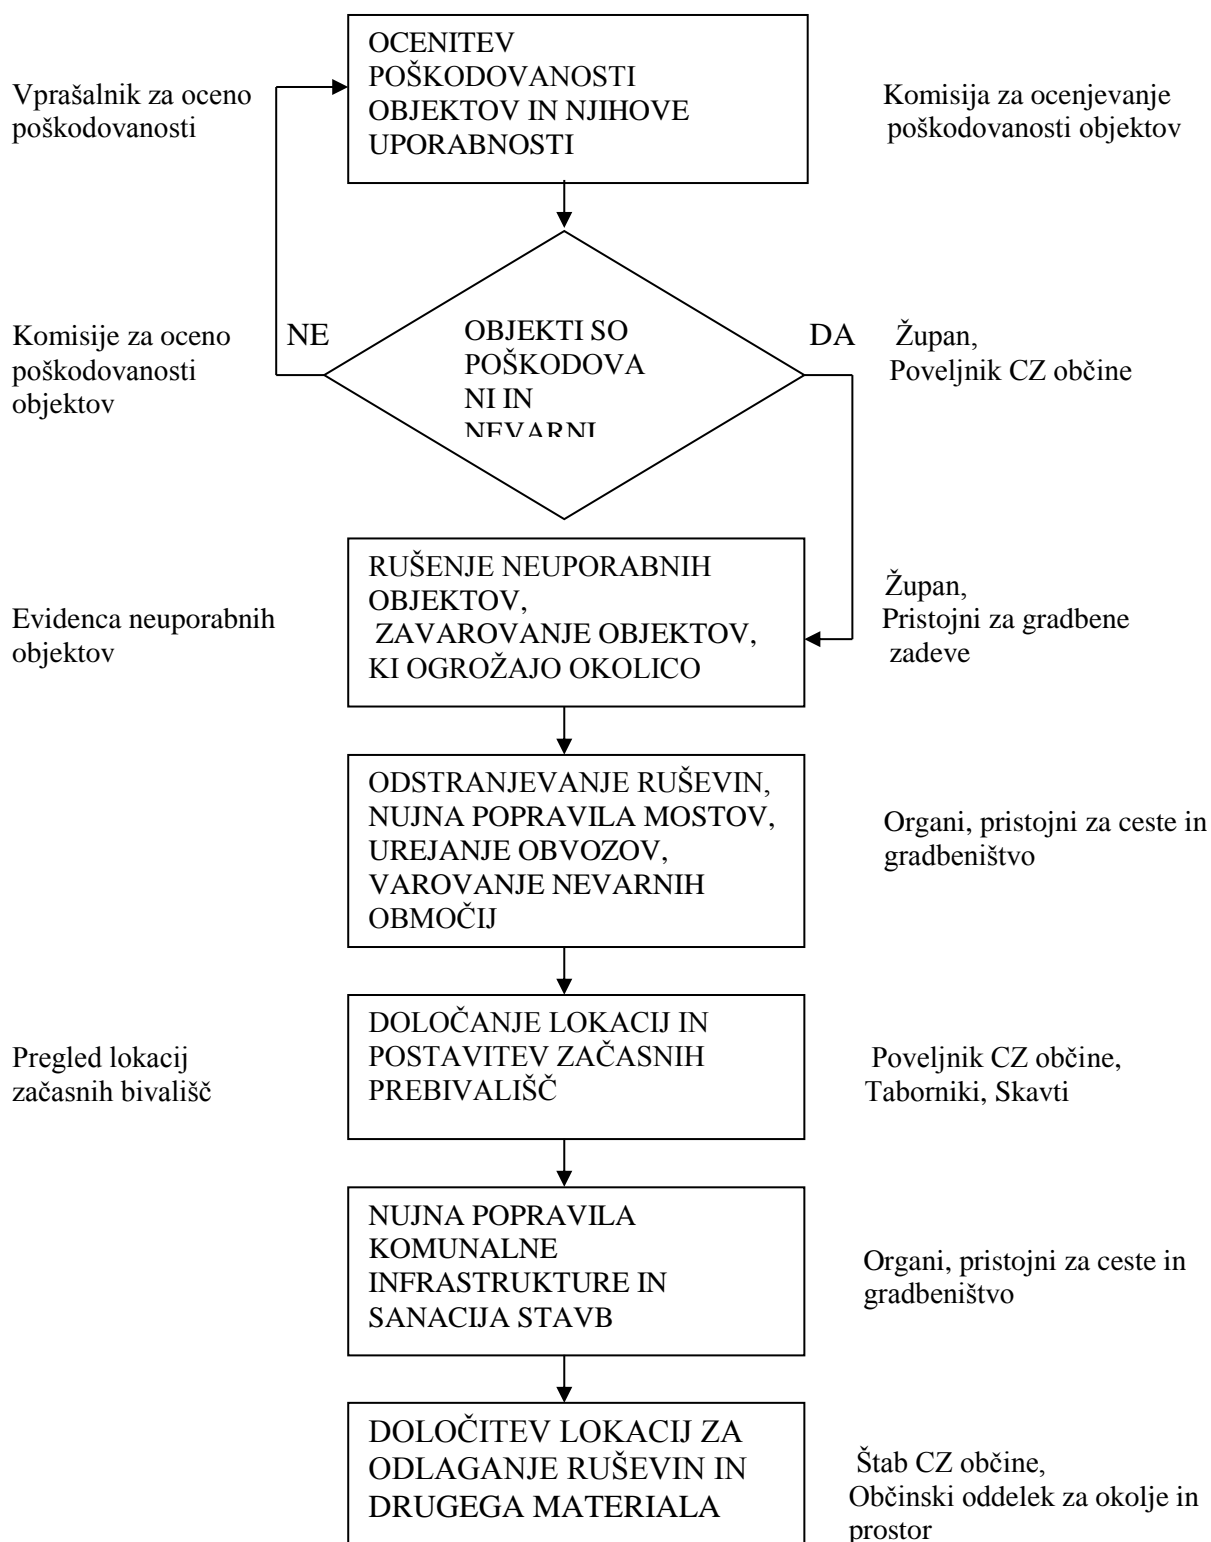 OCENITEV
POŠKODOVANOSTI
OBJEKTOV IN NJIHOVE
UPORABNOSTI
Vprašalnik za oceno
poškodovanosti
Komisija za ocenjevanje
poškodovanosti objektov
Komisije za oceno
poškodovanosti
objektov
NE
OBJEKTI SO
POŠKODOVA
NI IN
NEVARNI
DA
Župan,
Poveljnik CZ občine
RUŠENJE NEUPORABNIH
OBJEKTOV,
ZAVAROVANJE OBJEKTOV,
KI OGROŽAJO OKOLICO
Evidenca neuporabnih
objektov
Župan,
Pristojni za gradbene
zadeve
ODSTRANJEVANJE RUŠEVIN,
NUJNA POPRAVILA MOSTOV,
UREJANJE OBVOZOV,
VAROVANJE NEVARNIH
OBMOČIJ
Organi, pristojni za ceste in
gradbeništvo
DOLOČANJE LOKACIJ IN
POSTAVITEV ZAČASNIH
PREBIVALIŠČ
Pregled lokacij
začasnih bivališč
Poveljnik CZ občine,
Taborniki, Skavti
NUJNA POPRAVILA
KOMUNALNE
INFRASTRUKTURE IN
SANACIJA STAVB
Organi, pristojni za ceste in
gradbeništvo
DOLOČITEV LOKACIJ ZA
ODLAGANJE RUŠEVIN IN
DRUGEGA MATERIALA
Štab CZ občine,
Občinski oddelek za okolje in
prostor